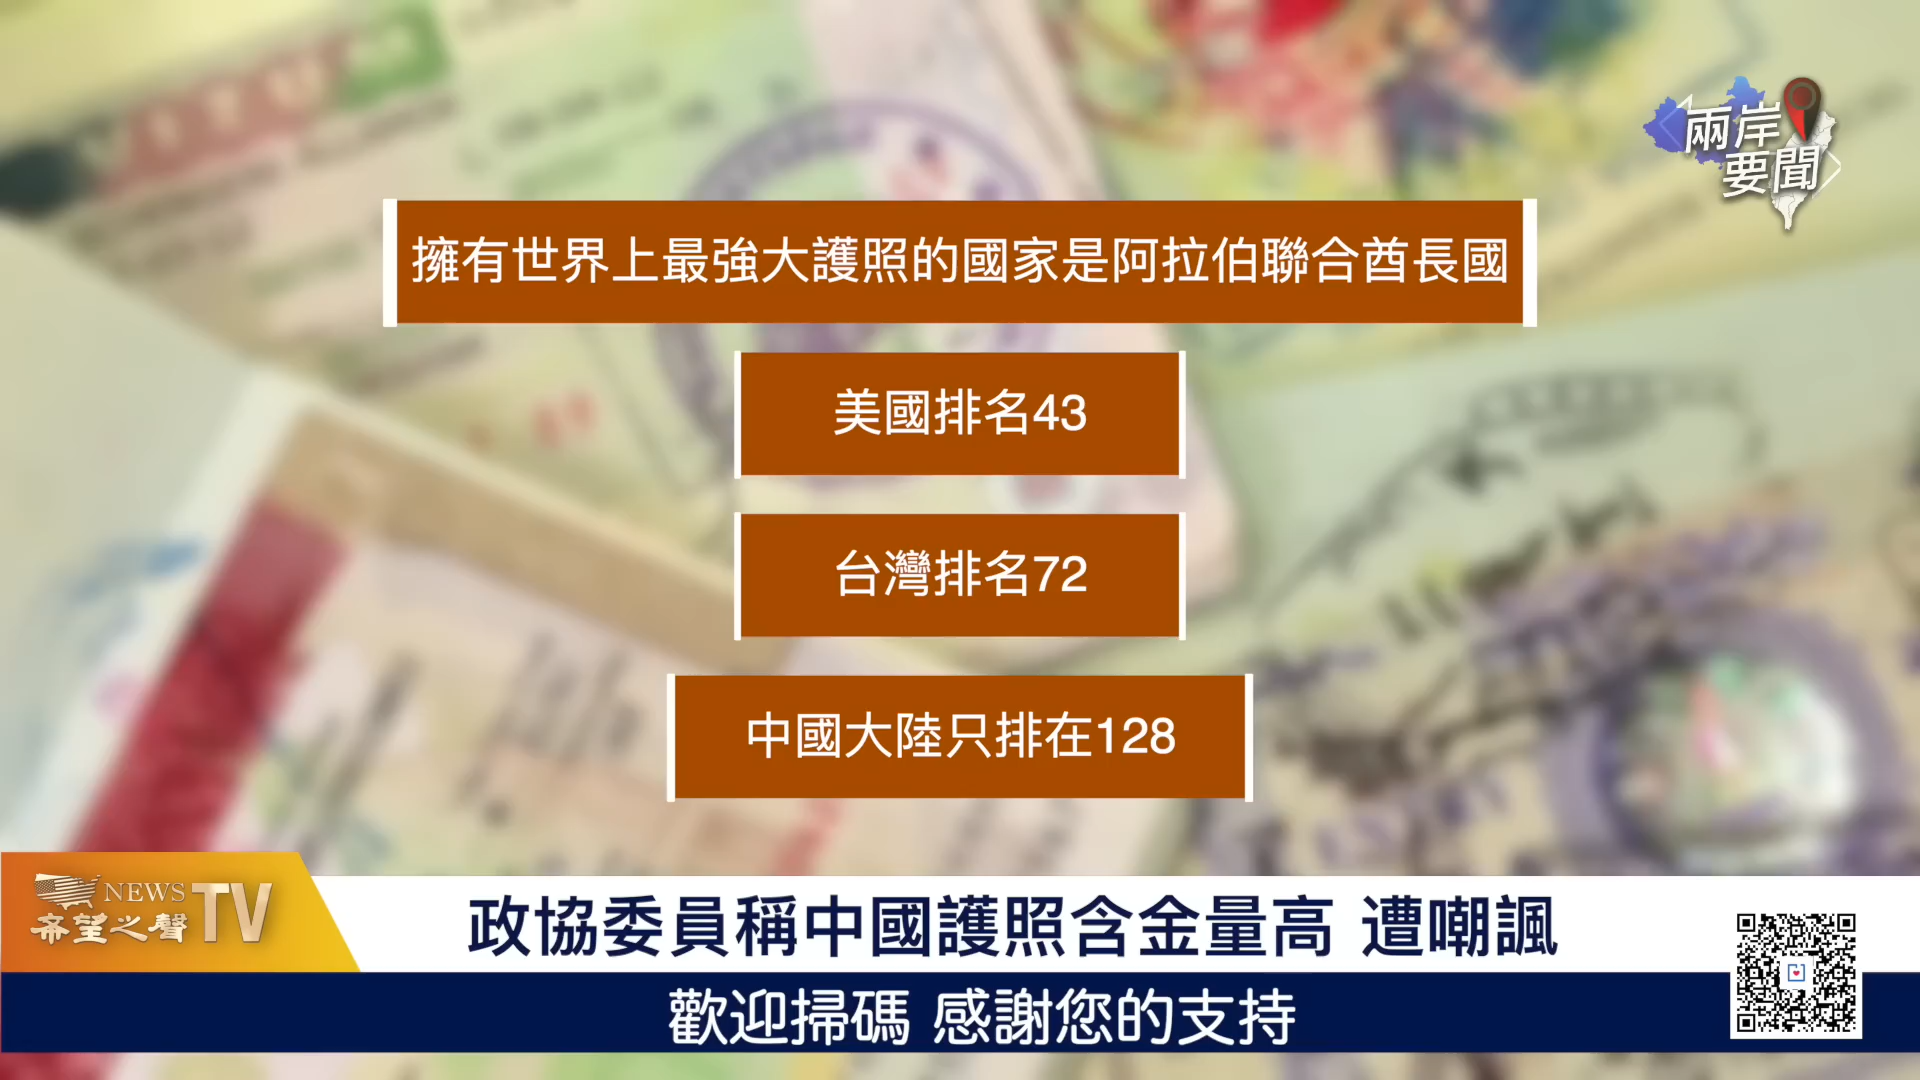 兩岸
要聞
擁有世界上最強大護照的國家是阿拉伯聯合酋長國
美國排名43
台灣排名72
中國大陸只排在128
NEWS
希望之聲TV
政協委員稱中國護照含金量高 遭嘲諷
歡迎掃碼 感謝您的支持